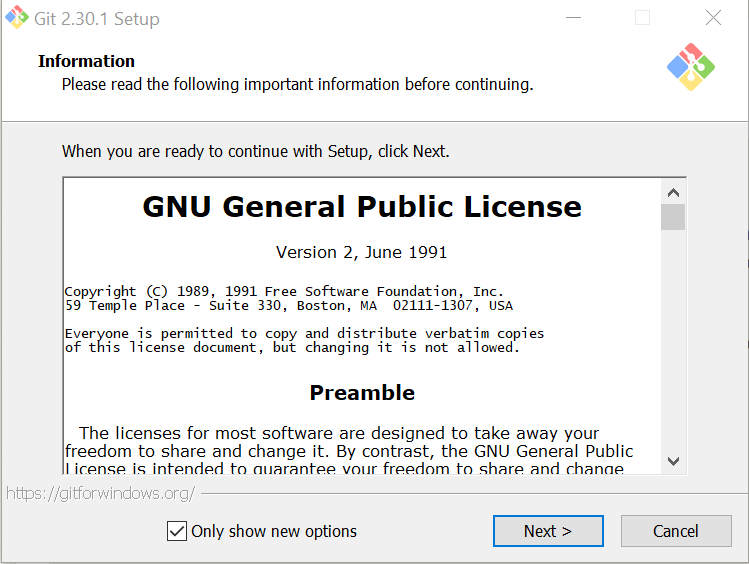 Git 2.30.1 Setup
Information
Please read the following important information before continuing.
When you are ready to continue with Setup, click Next.
GNU General Public License
Version 2, June 1991
Copyright (C) 1989, 1991 Free Software Foundation, Inc.
59 Temple Place - Suite 330, Boston, MA  02111-1307, USA
Everyone is permitted to copy and distribute verbatim copies
of this license document, but changing it is not allowed.
Preamble
The licenses for most software are designed to take away your
freedom to share and change it. By contrast, the GNU General Public
License is intended to guarantee your freedom to share and change
https://gitforwindows.org/
Only show new options
Next >
Cancel